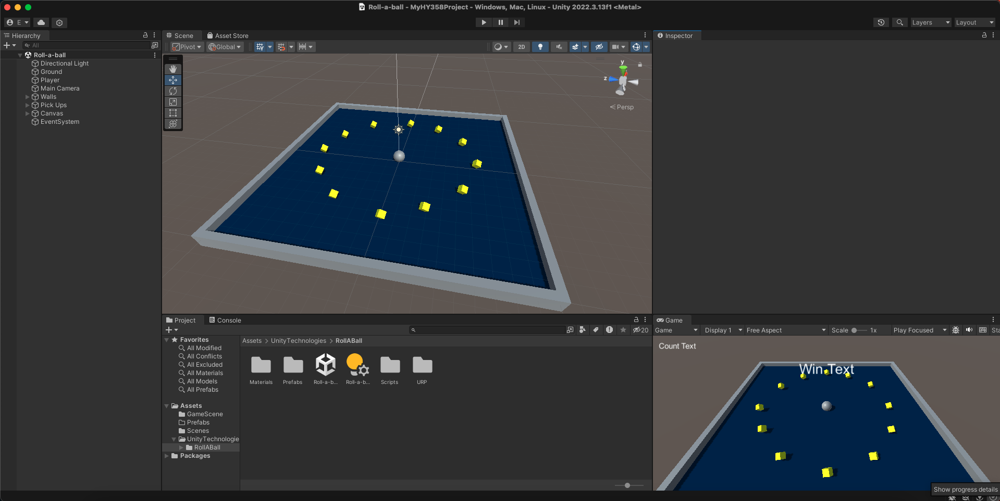 Roll-a-ball - MyHY358Project - Windows, Mac, Linux - Unity 2022.3.13f1 <Metal>
E
Layers
Layout
Hierarchy
All
Roll-a-ball
Directional Light
Ground
Player
Main Camera
Walls
Pick Ups
Canvas
EventSystem
Scene
Asset Store
Pivot
Global
2D
y
z
Persp
Inspector
Project
Console
20
Favorites
All Modified
All Conflicts
All Excluded
All Materials
All Models
All Prefabs
Assets
GameScene
Prefabs
Scenes
UnityTechnologie
RollABall
Packages
Assets > UnityTechnologies > RollABall
Materials
Prefabs
Roll-a-b...
Roll-a-b...
Scripts
URP
Game
Game
Display 1
Free Aspect
Scale
1x
Play Focused
Sta
Count Text
Win Text
Show progress details